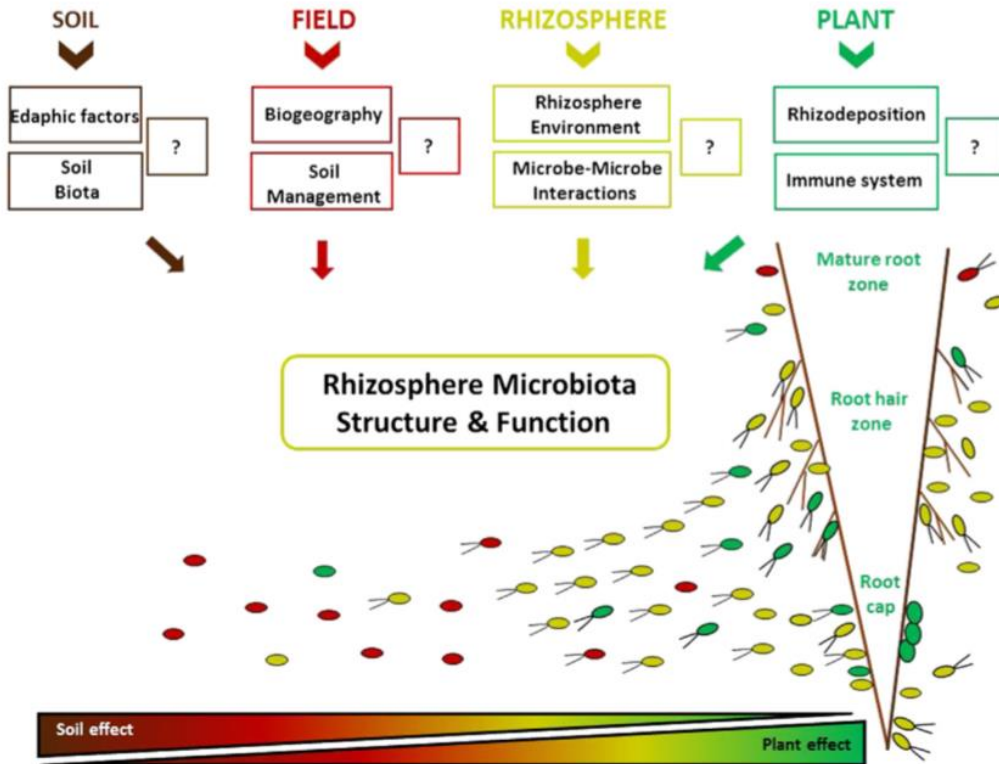 SOIL
FIELD
RHIZOSPHERE
PLANT
Edaphic factors
Soil
Biota
?
Biogeography
Soil
Management
?
Rhizosphere
Environment
Microbe-Microbe
Interactions
?
Rhizodeposition
Immune system
?
Mature root
zone
Rhizosphere Microbiota
Structure & Function
Root hair
zone
Root
cap
Soil effect
Plant effect